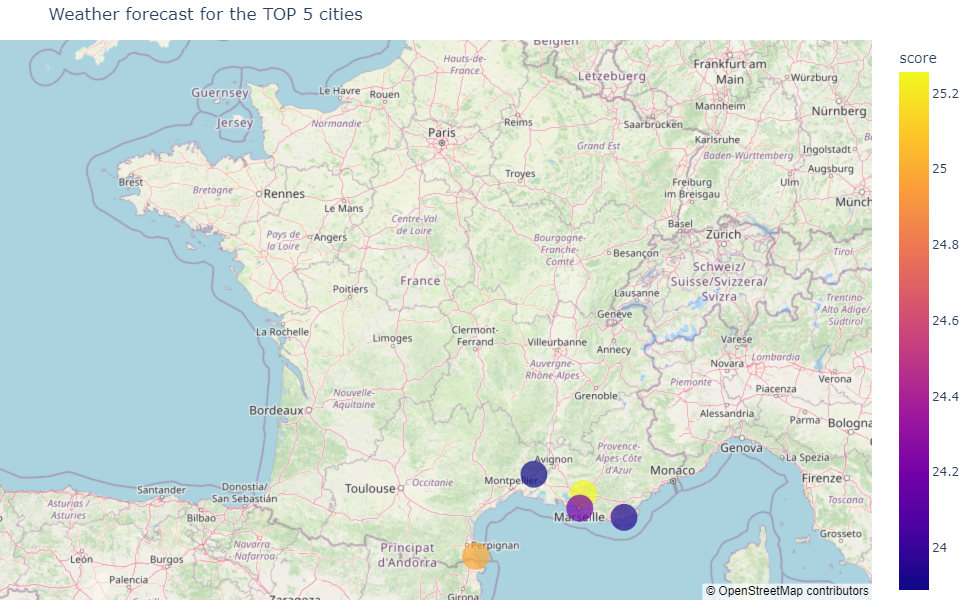 Weather forecast for the TOP 5 cities
score
25.2
25
24.8
24.6
24.4
24.2
24
Belgien
Hauts-de-
France
Lëtzebuerg
Frankfurt am
Main
Würzburg
Guernsey
Le Havre
Rouen
Mannheim
Nürnberg
Jersey
Normandie
Paris
Reims
Saarbrücken
Karlsruhe
Grand Est
Ingolstadt
Baden-Württemberg
Troyes
Augsburg
Brest
Bretagne
Rennes
Freiburg
im Breisgau
Ulm
Münch
Le Mans
Centre-Val
de Loire
Basel
Zürich
Pays de
la Loire
Angers
Bourgogne-
Franche-
Comté
Besançon
Tirol
France
Schweiz/
Suisse/Svizzera/
Svizra
Poitiers
Lausanne
Trentino-
Alto Adige/
Südtirol
Genève
La Rochelle
Limoges
Clermont-
Ferrand
Villeurbanne
Annecy
Varese
Lombardia
Novara
Auvergne-
Rhône-Alpes
Verona
Piemonte
Piacenza
Nouvelle-
Aquitaine
Grenoble
Bordeaux
Alessandria
Parma
Bologna
Genova
La Spezia
Provence-
Alpes-Côte
d'Azur
Avignon
Monaco
Firenze
Montpellier
Toulouse
Occitanie
Santander
Donostia/
San Sebastián
Toscana
Asturias /
Asturies
Bilbao
Marseille
Grosseto
Perpignan
Navarra -
Nafarroa
Principat
d'Andorra
León
Burgos
Palencia
Zaragoza
Girona
© OpenStreetMap contributors